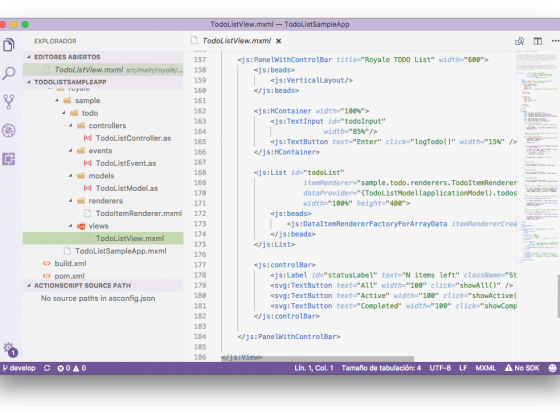 TodoListView.mxml — TodoListSampleApp
EXPLORADOR
EDITORES ABIERTOS
TodoListView.mxml src/main/royale/...
TODOLISTSAMPLEAPP
royale
sample
todo
controllers
TodoListController.as
events
TodoListEvent.as
models
TodoListModel.as
renderers
TodoItemRenderer.mxml
views
TodoListView.mxml
TodoListSampleApp.mxml
build.xml
pom.xml
ACTIONSCRIPT SOURCE PATH
No source paths in asconfig.json
TodoListView.mxml
157 <js:PanelWithControlBar title="Royale TODO List" width="600">
158 <js:beads>
159 <js:VerticalLayout/>
160 </js:beads>
161
162 <js:HContainer width="100%">
163 <js:TextInput id="todoInput"
164 width="85%"/>
165 <js:TextButton text="Enter" click="logTodo()" width="15%" />
166 </js:HContainer>
167
168 <js:List id="todoList"
169 itemRenderer="sample.todo.renderers.TodoItemRenderer
170 dataProvider="{TodoListModel(applicationModel).todos
171 width="100%" height="400">
172 <js:beads>
173 <js:DataItemRendererFactoryForArrayData itemRendererCrea
174 </js:beads>
175 </js:List>
176
177 <js:controlBar>
178 <js:Label id="statusLabel" text="N items left" className="St
179 <svg:TextButton text="All" width="100" click="showAll()" />
180 <svg:TextButton text="Active" width="100" click="showActive(
181 <svg:TextButton text="Completed" width="100" click="showComp
182 </js:controlBar>
183
184 </js:PanelWithControlBar>
185
186 </js:View>
1
develop 0 0 Lín. 1, Col. 1 Tamaño de tabulación: 4 UTF-8 LF MXML No SDK